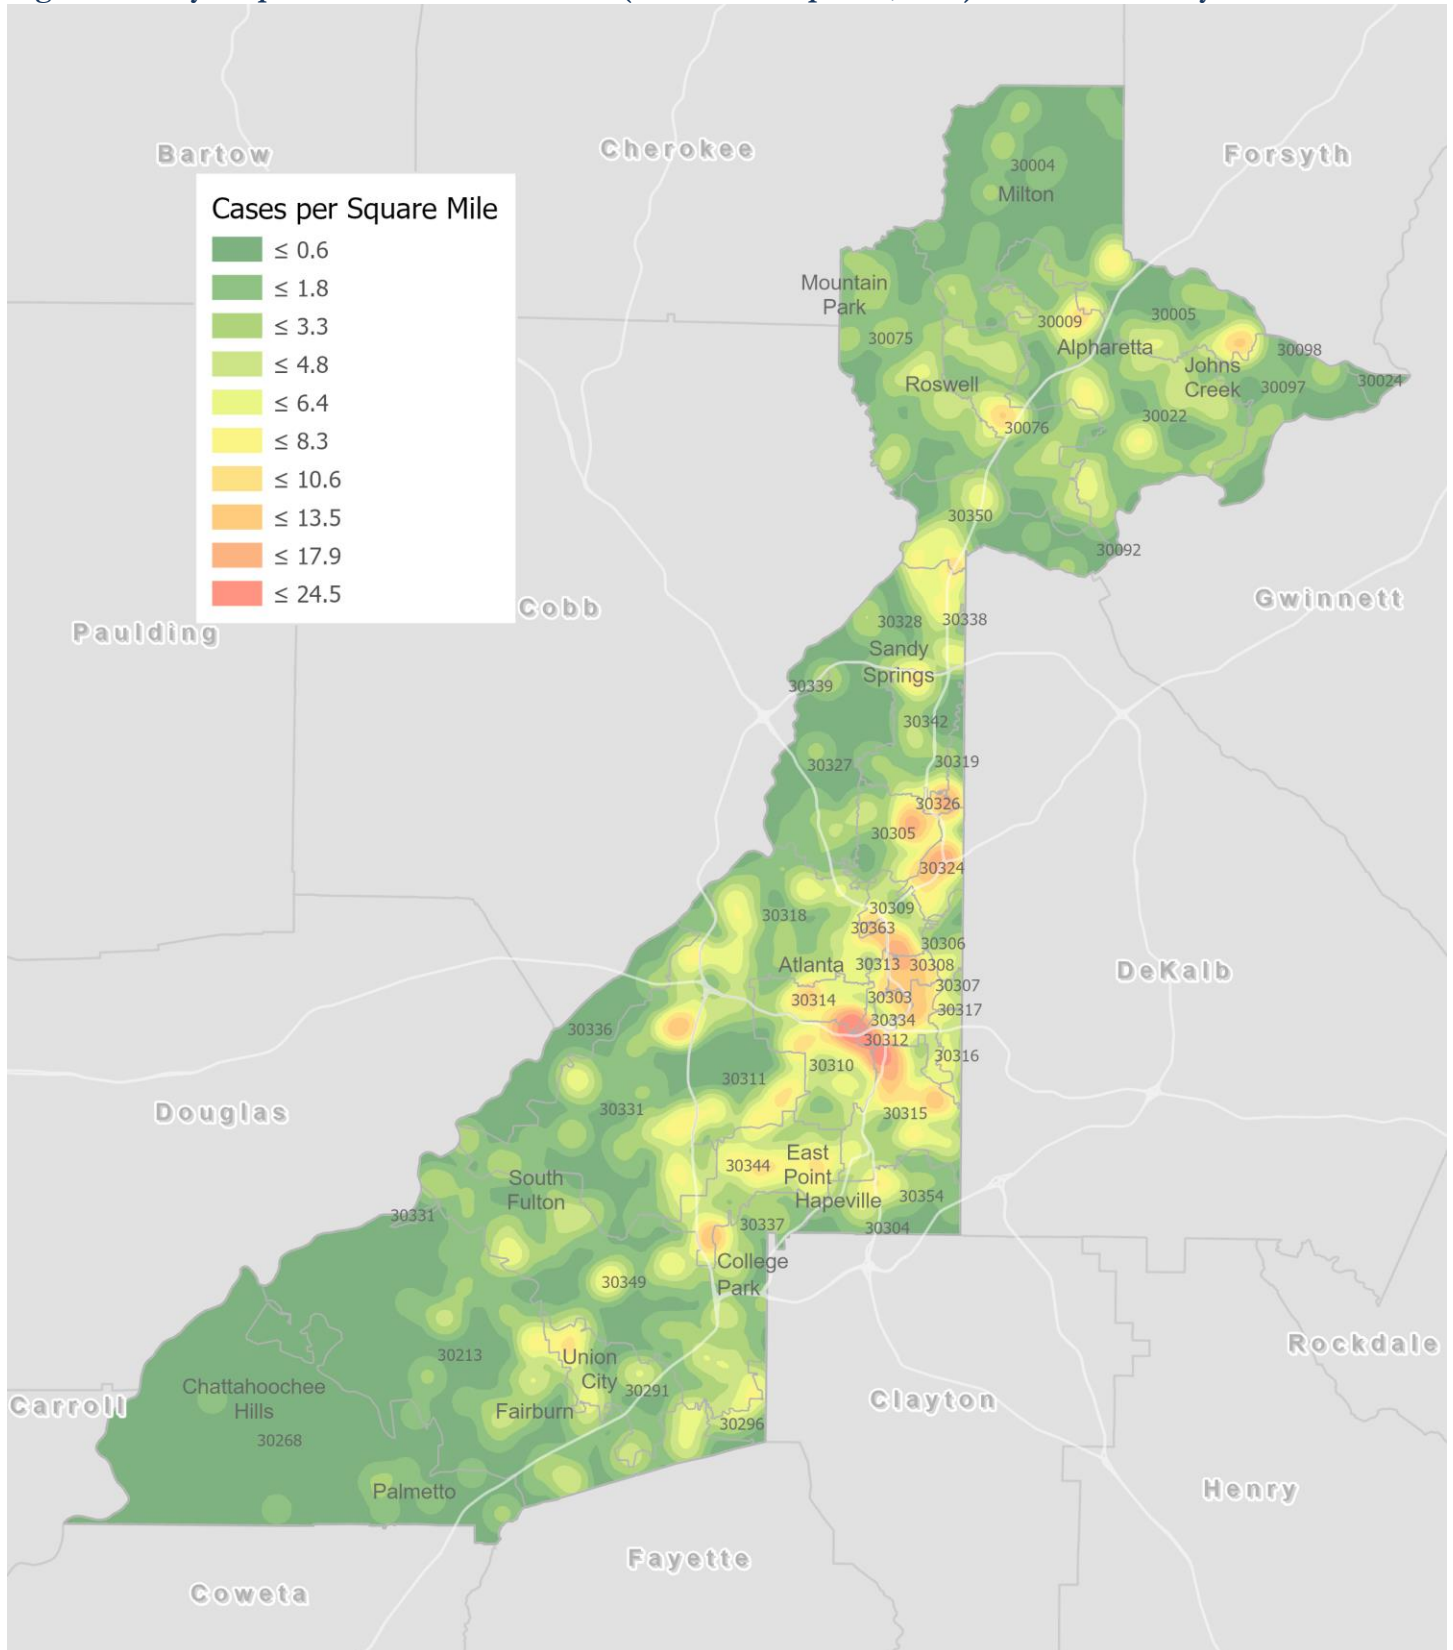 Bartow
Cherokee
Forsyth
Cases per Square Mile
≤ 0.6
≤ 1.8
≤ 3.3
≤ 4.8
≤ 6.4
≤ 8.3
≤ 10.6
≤ 13.5
≤ 17.9
≤ 24.5
30004
Milton
Mountain
Park
30075
30009
30005
Alpharetta
30098
Johns
Creek
30097
30024
Roswell
30022
30076
30350
30092
Paulding
Cobb
Gwinnett
30328
30338
Sandy
Springs
30339
30342
30327
30319
30326
30305
30324
30318
30309
30363
30306
Atlanta
30313
30308
DeKalb
30307
30314
30303
30317
30336
30334
30312
30316
30310
30311
Douglas
30331
30315
30344
East
Point
South
Fulton
Hapeville
30354
30331
30337
30304
College
Park
30349
Rockdale
30213
Union
City
Chattahoochee
Hills
30291
Carroll
Fairburn
Clayton
30296
30268
Palmetto
Henry
Fayette
Coweta